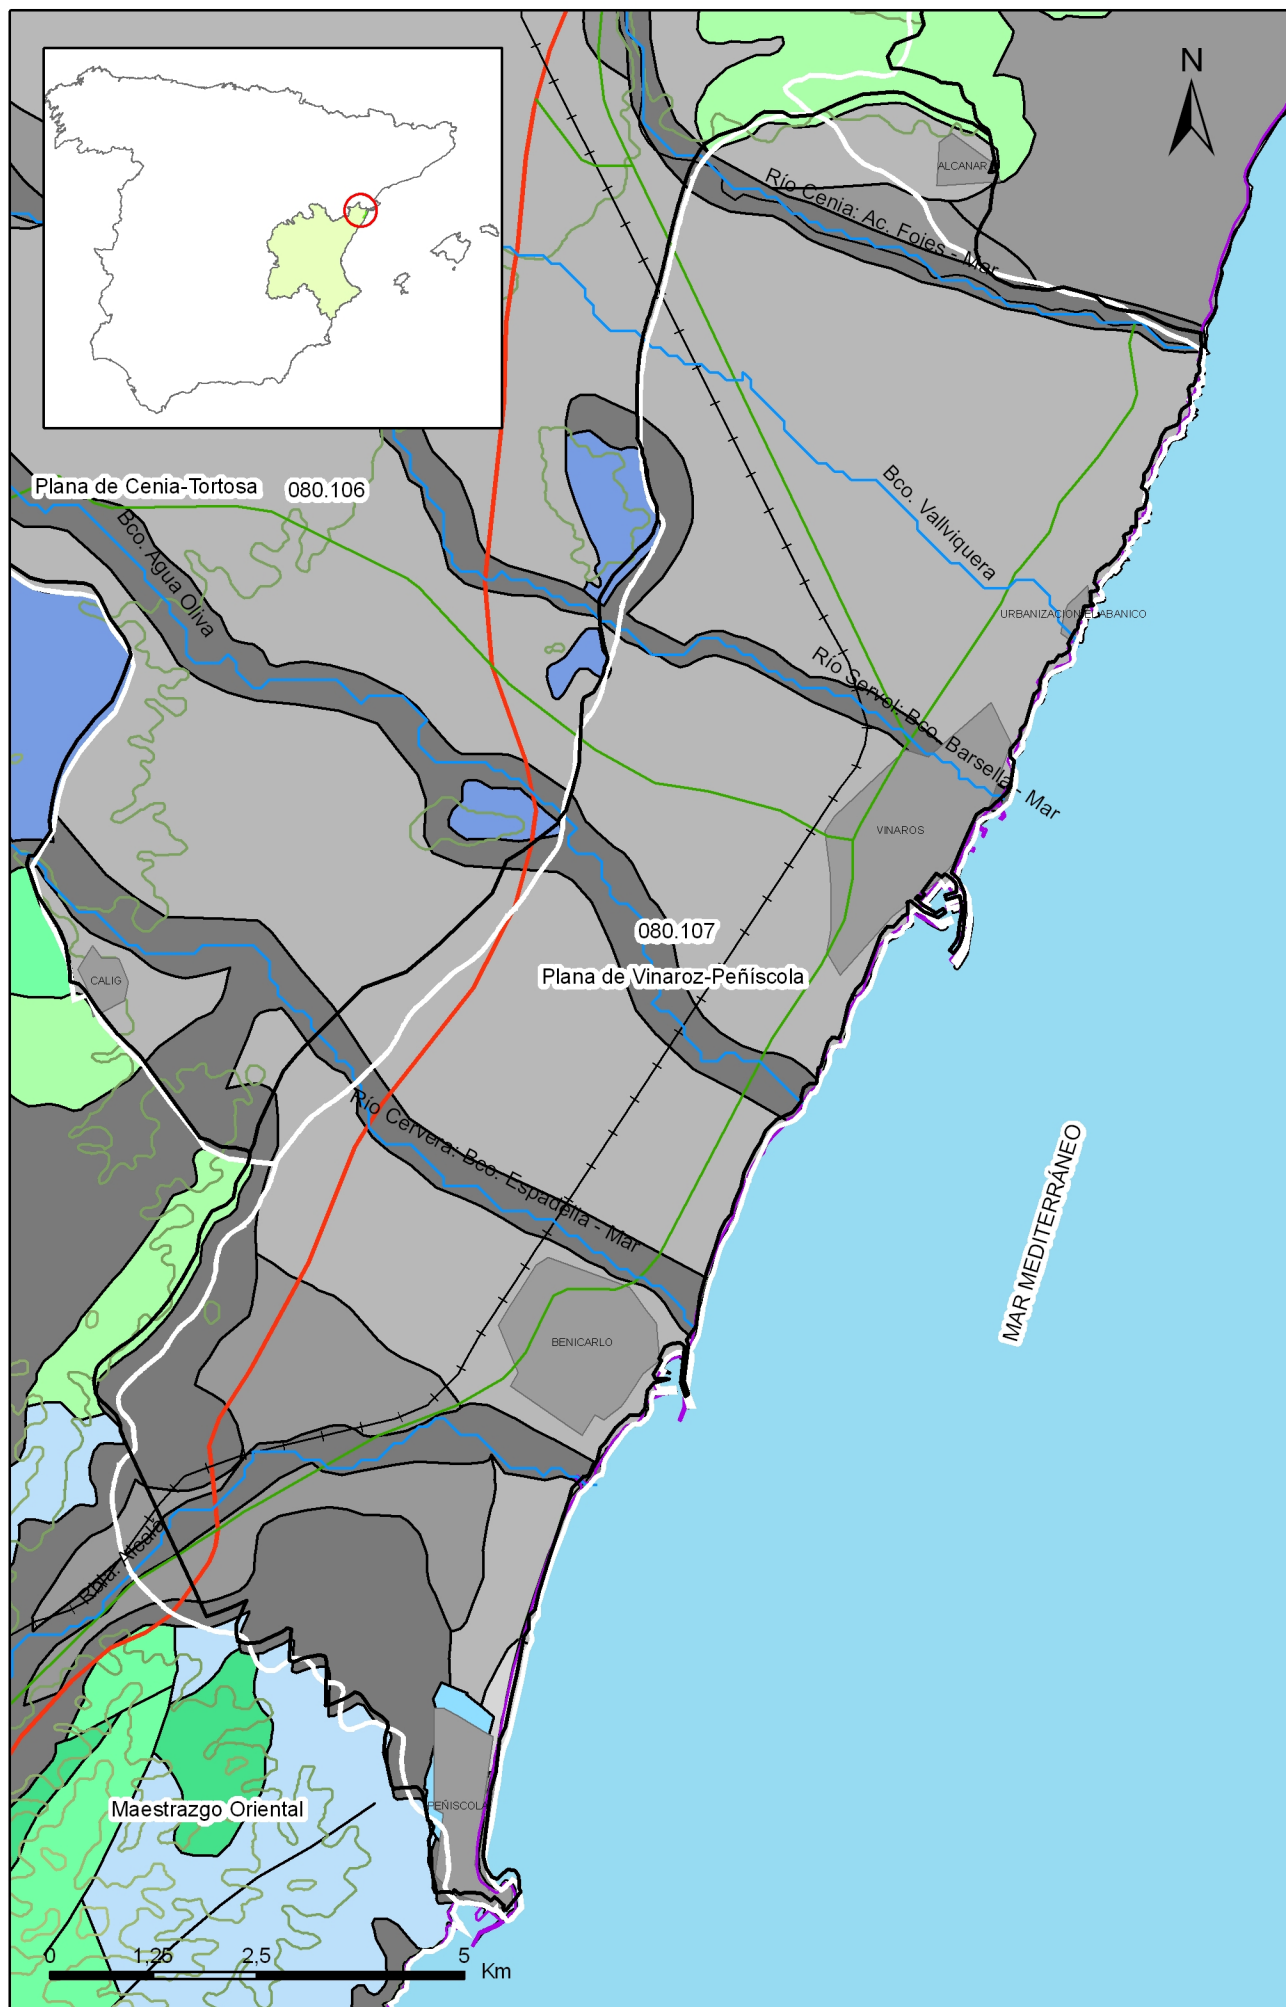 N
ALCANAR
Río Cenia: Ac. Foies - Mar
Plana de Cenia-Tortosa
080.106
Bco. Agua Oliva
Bco. Vallviquera
URBANIZACION EL ABANICO
Río Servol: Bco. Barsella - Mar
VINAROS
080.107
Plana de Vinaroz-Peñíscola
CALIG
Río Cervera: Bco. Espadella - Mar
MAR MEDITERRÁNEO
BENICARLO
Rbla. Alcalá
PEÑISCOLA
Maestrazgo Oriental
0 1,25 2,5 5
Km